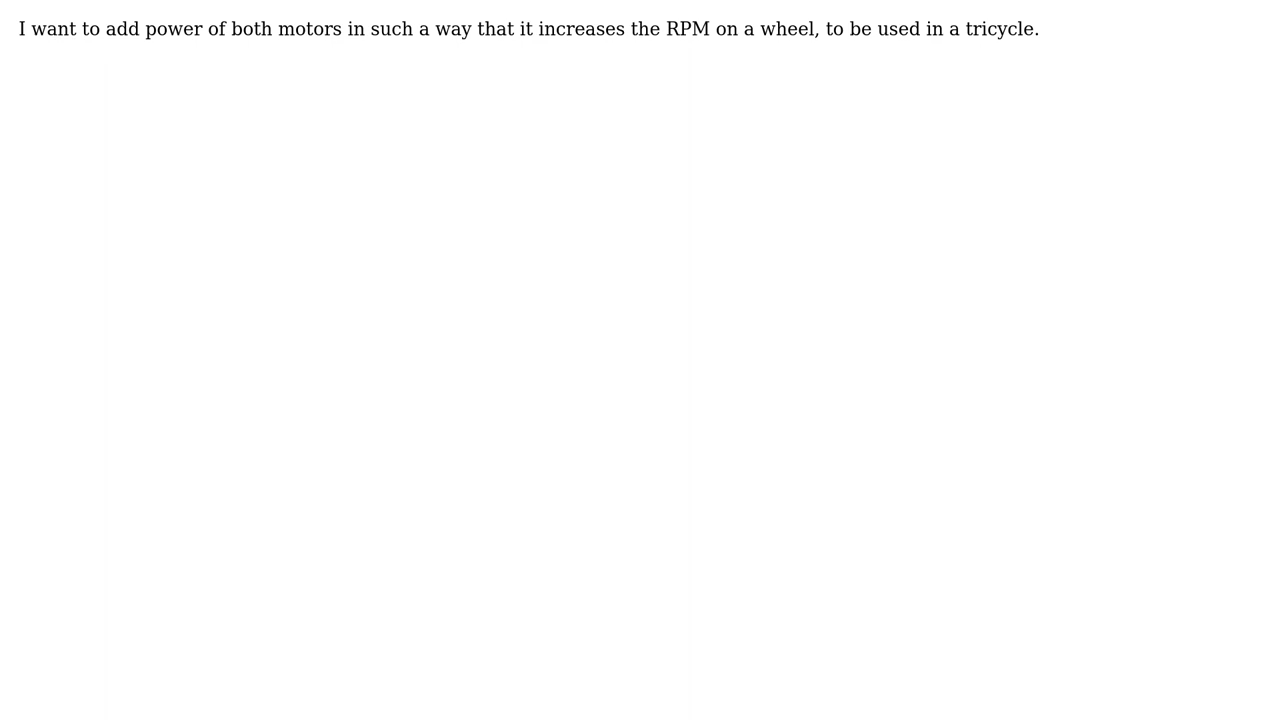 I want to add power of both motors in such a way that it increases the RPM on a wheel, to be used in a tricycle.